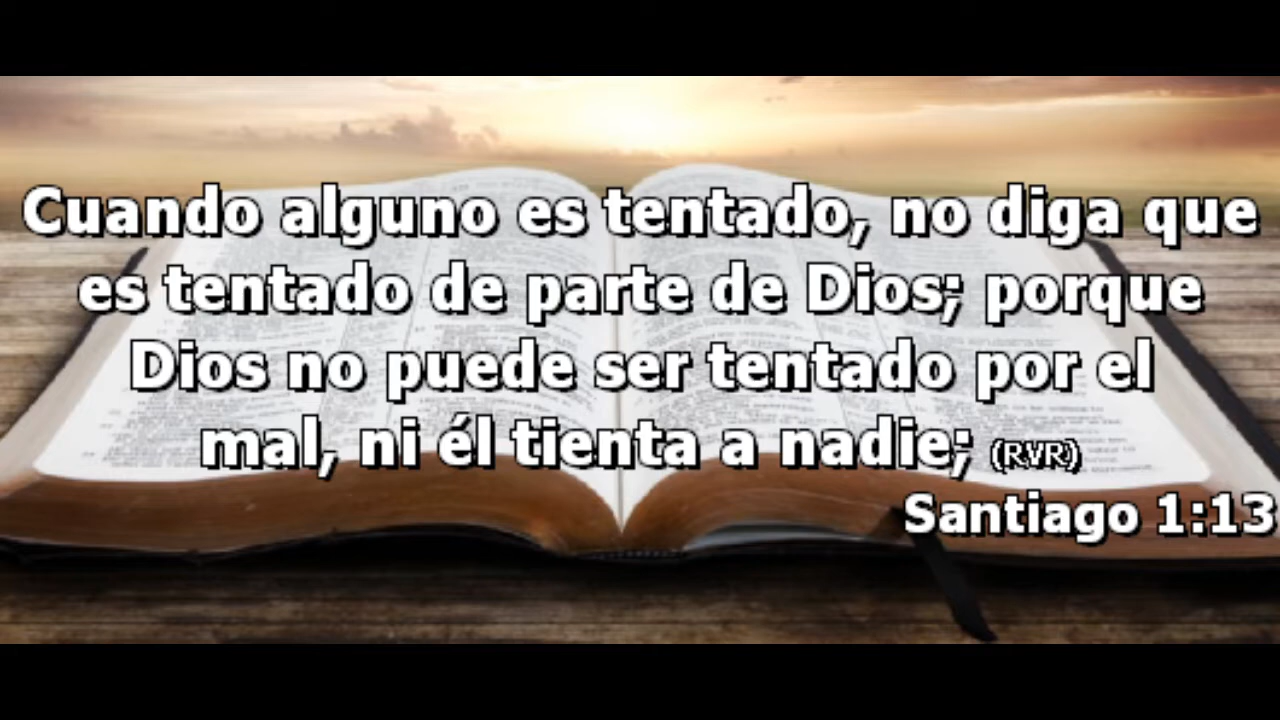 Cuando alguno es tentado, no diga que
es tentado de parte de Dios; porque
Dios no puede ser tentado por el
mal, ni él tienta a nadie; (RVR)
Santiago 1:13